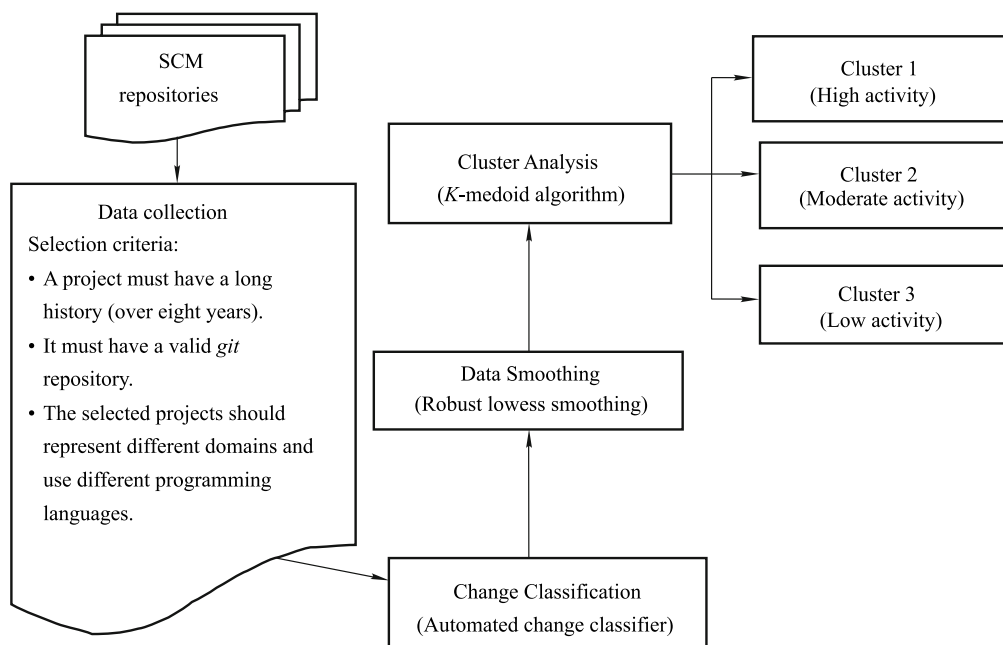 SCM
repositories
Data collection
Selection criteria:
• A project must have a long
history (over eight years).
• It must have a valid git
repository.
• The selected projects should
represent different domains and
use different programming
languages.
Change Classification
(Automated change classifier)
Data Smoothing
(Robust lowess smoothing)
Cluster Analysis
(K-medoid algorithm)
Cluster 1
(High activity)
Cluster 2
(Moderate activity)
Cluster 3
(Low activity)